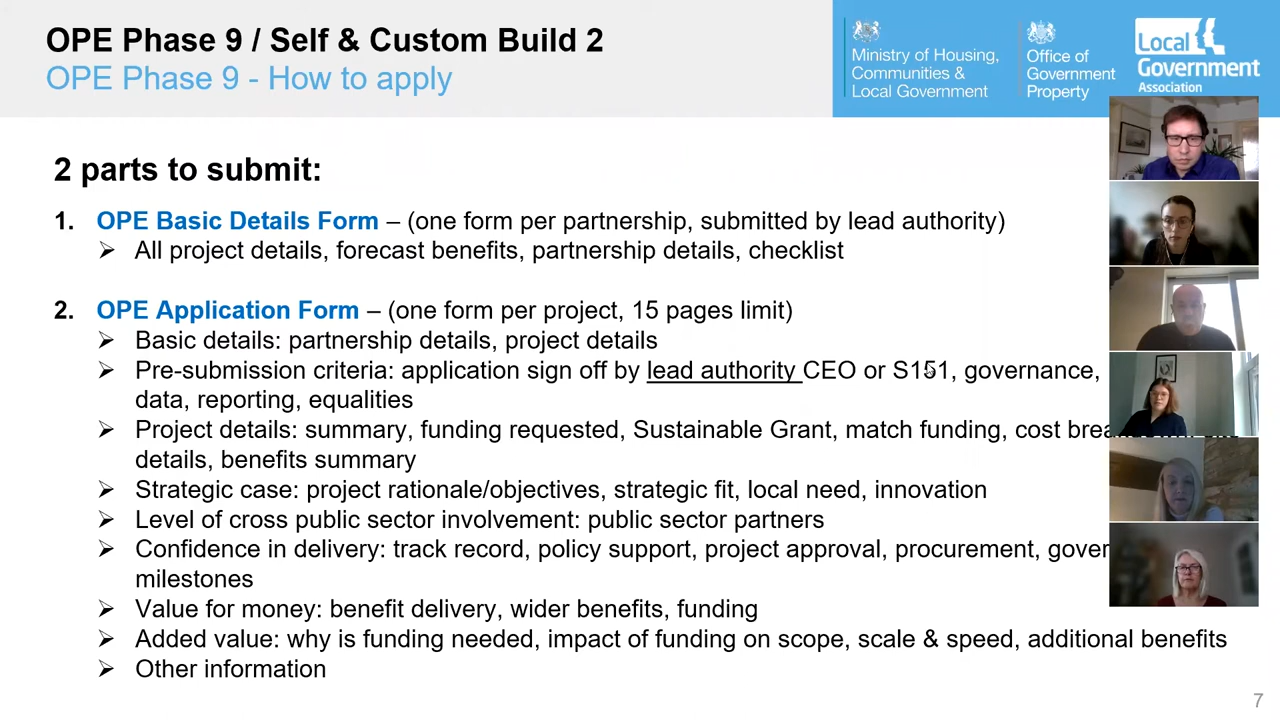 OPE Phase 9 / Self & Custom Build 2
OPE Phase 9 - How to apply
Ministry of Housing,
Communities &
Local Government
Office of
Government
Property
Local
Government
Association
2 parts to submit:
1. OPE Basic Details Form – (one form per partnership, submitted by lead authority)
➢ All project details, forecast benefits, partnership details, checklist
2. OPE Application Form – (one form per project, 15 pages limit)
➢ Basic details: partnership details, project details
➢ Pre-submission criteria: application sign off by lead authority CEO or S151, governance,
data, reporting, equalities
➢ Project details: summary, funding requested, Sustainable Grant, match funding, cost
details, benefits summary
➢ Strategic case: project rationale/objectives, strategic fit, local need, innovation
➢ Level of cross public sector involvement: public sector partners
➢ Confidence in delivery: track record, policy support, project approval, procurement,
milestones
➢ Value for money: benefit delivery, wider benefits, funding
➢ Added value: why is funding needed, impact of funding on scope, scale & speed, additional benefits
➢ Other information
7